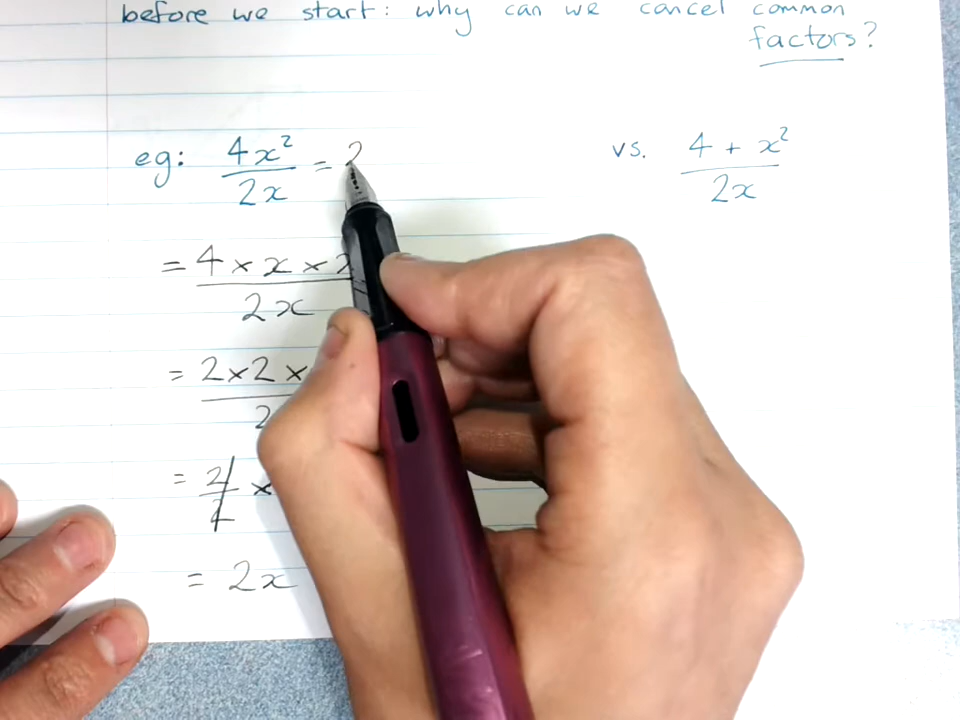 before we start: why can we cancel common
factors?
eg: 4x²/2x = 2
vs. 4 + x²/2x
= 4 × x × x/2x
= 2×2×/2
= 2/2 ×
= 2x